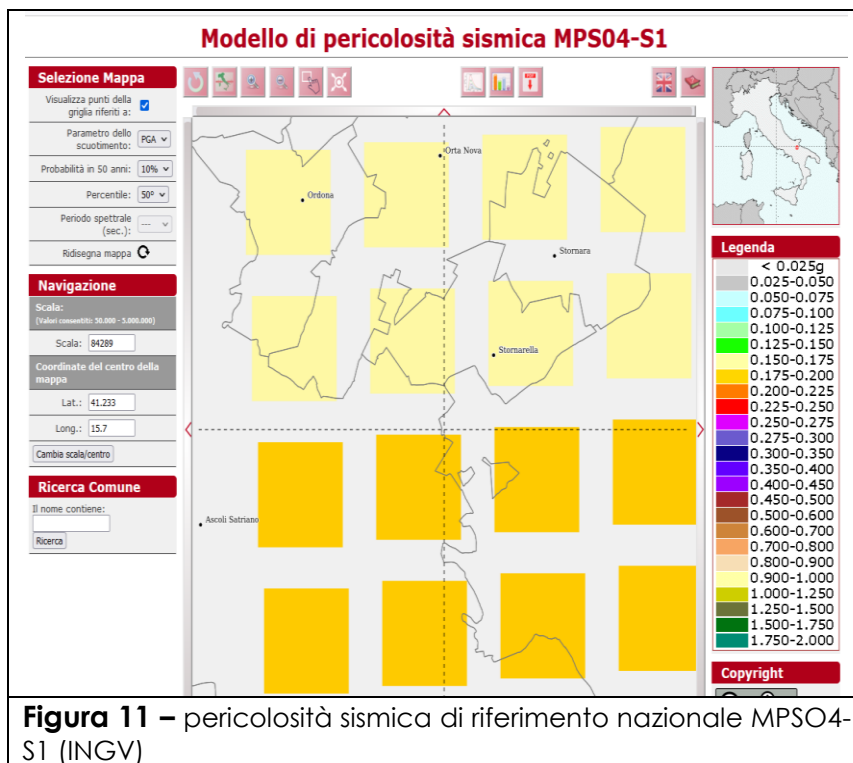 Modello di pericolosità sismica MPS04-S1
Selezione Mappa
Visualizza punti della
griglia riferiti a:
Parametro dello
scuotimento: PGA
Probabilità in 50 anni: 10%
Percentile: 50°
Periodo spettrale
(sec.): ---
Ridisegna mappa
Navigazione
Scala:
(Valori consentiti: 50.000 - 5.000.000)
Scala: 84289
Coordinate del centro della
mappa
Lat.: 41.233
Long.: 15.7
Cambia scala/centro
Ricerca Comune
Il nome contiene:
Ricerca
Orta Nova
Ordona
Stornara
Stornarella
Ascoli Satriano
Legenda
< 0.025g
0.025-0.050
0.050-0.075
0.075-0.100
0.100-0.125
0.125-0.150
0.150-0.175
0.175-0.200
0.200-0.225
0.225-0.250
0.250-0.275
0.275-0.300
0.300-0.350
0.350-0.400
0.400-0.450
0.450-0.500
0.500-0.600
0.600-0.700
0.700-0.800
0.800-0.900
0.900-1.000
1.000-1.250
1.250-1.500
1.500-1.750
1.750-2.000
Copyright
Figura 11 – pericolosità sismica di riferimento nazionale MPSO4-
S1 (INGV)